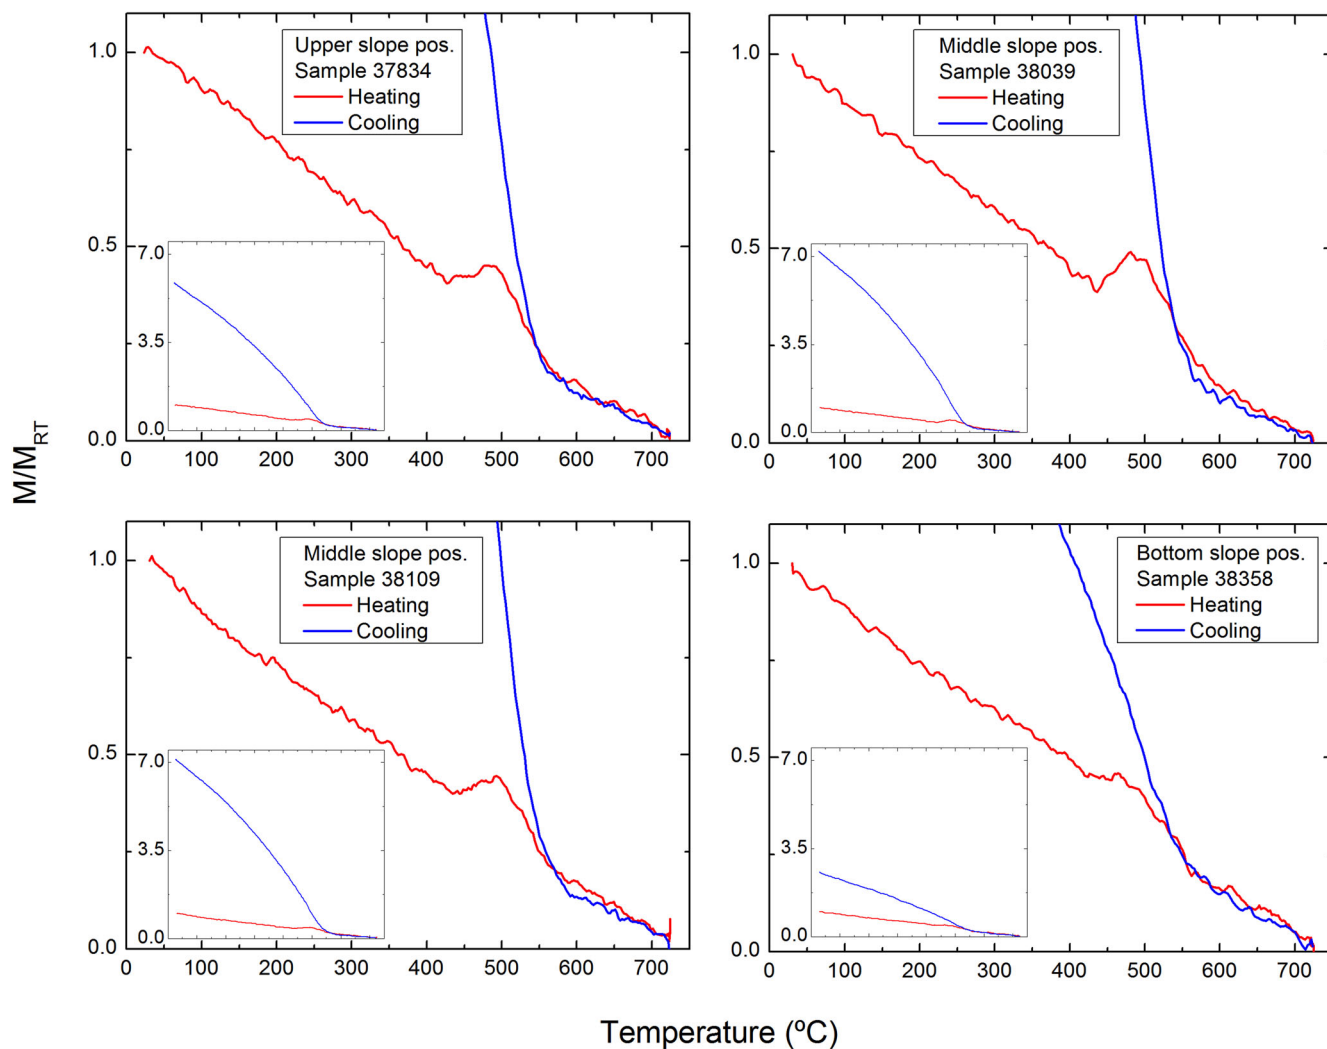 Upper slope pos.
Sample 37834
Heating
Cooling
1.0
0.5
0.0
7.0
3.5
0.0
0 100 200 300 400 500 600 700
Middle slope pos.
Sample 38039
Heating
Cooling
1.0
0.5
0.0
7.0
3.5
0.0
0 100 200 300 400 500 600 700
M/M_RT
Middle slope pos.
Sample 38109
Heating
Cooling
1.0
0.5
0.0
7.0
3.5
0.0
0 100 200 300 400 500 600 700
Bottom slope pos.
Sample 38358
Heating
Cooling
1.0
0.5
0.0
7.0
3.5
0.0
0 100 200 300 400 500 600 700
Temperature (ºC)